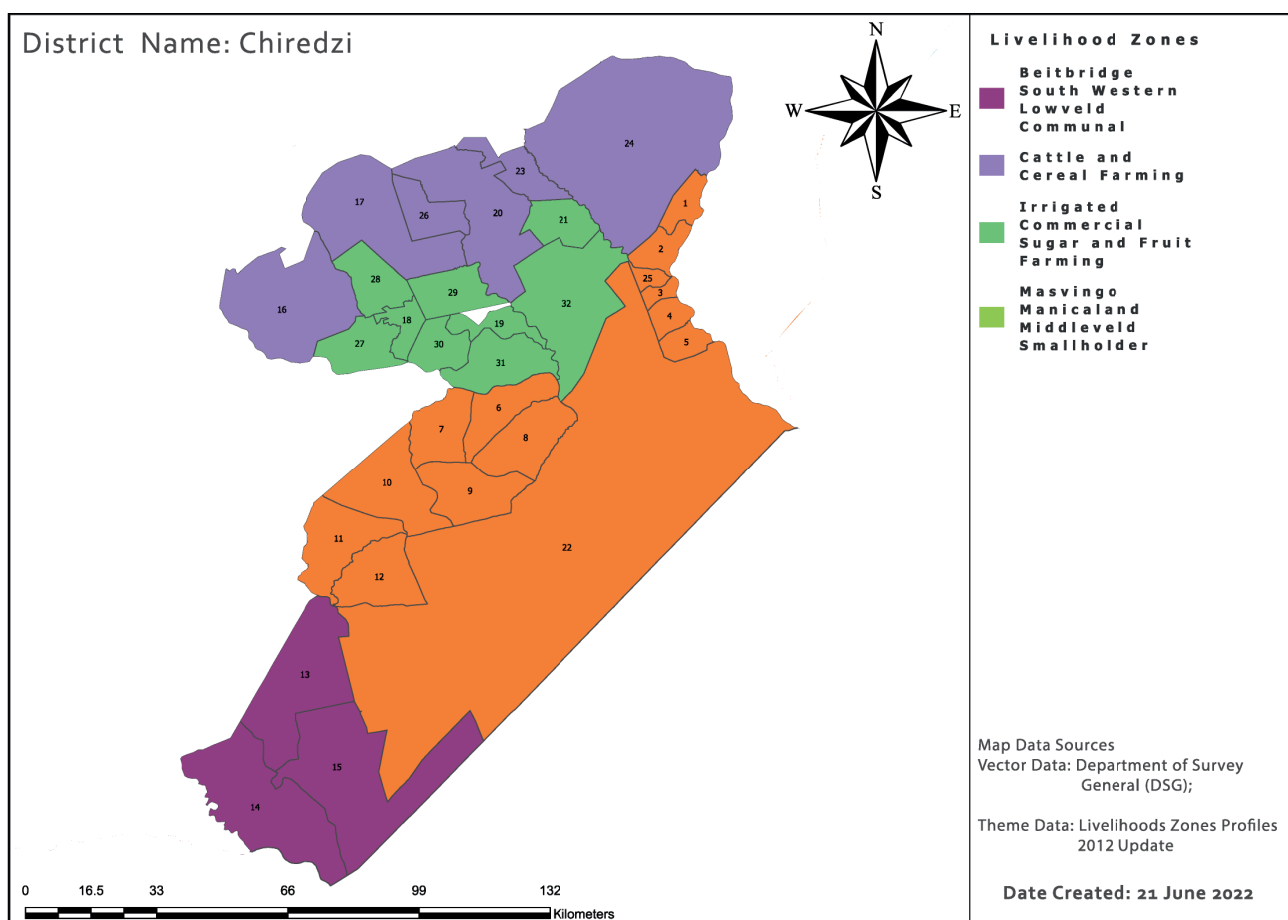 District Name: Chiredzi
N
W
E
S
24
23
17
26
20
21
1
2
25
3
4
5
16
28
29
32
18
19
27
30
31
6
7
8
10
9
11
22
12
13
15
14
0
16.5
33
66
99
132
Kilometers
Livelihood Zones
Beitbridge
South Western
Lowveld
Communal
Cattle and
Cereal Farming
Irrigated
Commercial
Sugar and Fruit
Farming
Masvingo
Manicaland
Middleveld
Smallholder
Map Data Sources
Vector Data: Department of Survey
General (DSG);
Theme Data: Livelihoods Zones Profiles
2012 Update
Date Created: 21 June 2022